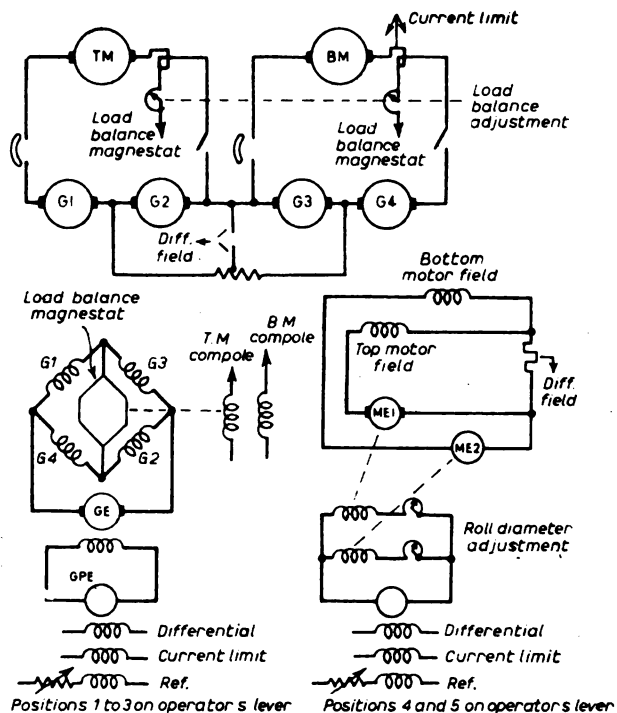 Current limit
TM
BM
Load
balance
magnestat
Load
balance
magnestat
Load
balance
adjustment
G1
G2
G3
G4
Diff.
field
Load balance
magnestat
T.M
compole
B M
compole
G1
G3
G4
G2
GE
GPE
Bottom
motor field
Top motor
field
Diff.
field
ME1
ME2
Roll diameter
adjustment
Differential
Current limit
Ref.
Positions 1 to 3 on operator s lever
Differential
Current limit
Ref.
Positions 4 and 5 on operator s lever